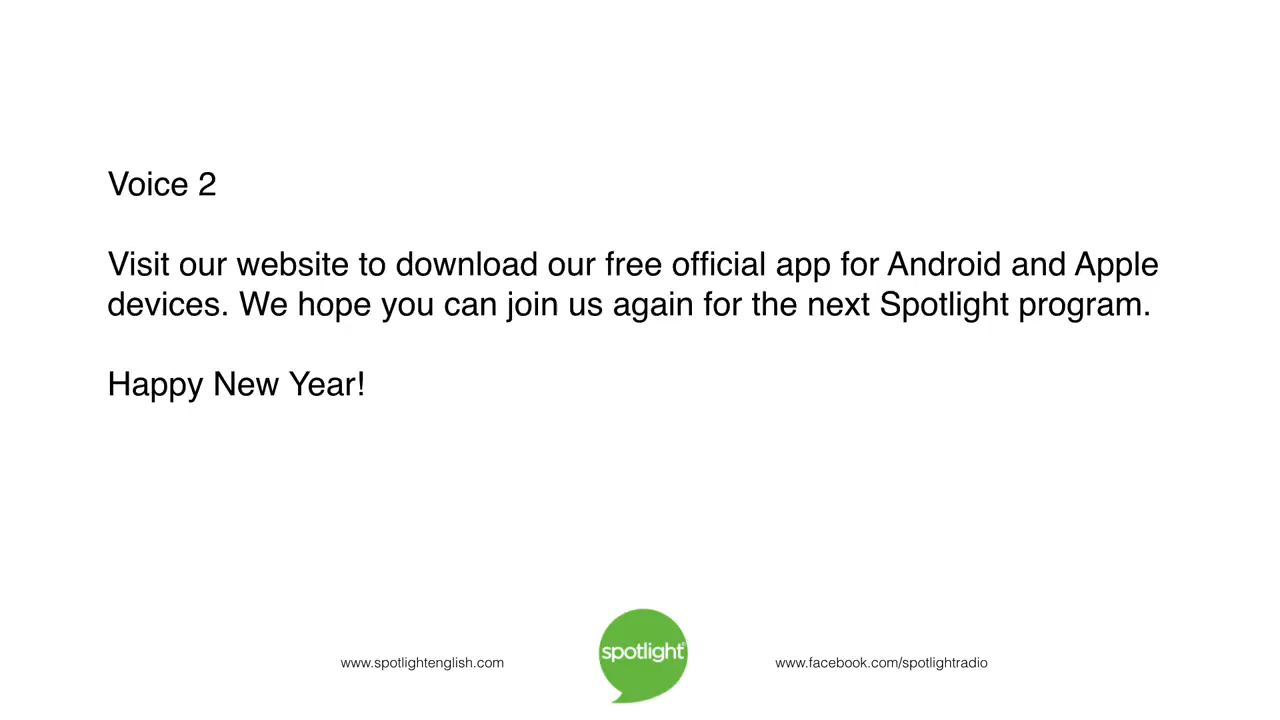 Voice 2
Visit our website to download our free official app for Android and Apple
devices. We hope you can join us again for the next Spotlight program.
Happy New Year!
www.spotlightenglish.com
spotlight
www.facebook.com/spotlightradio